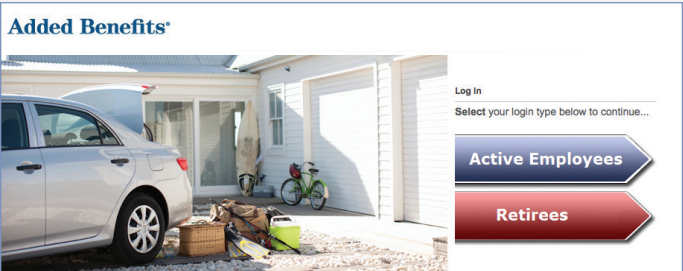 Added Benefits®
Log In
Select your login type below to continue...
Active Employees
Retirees